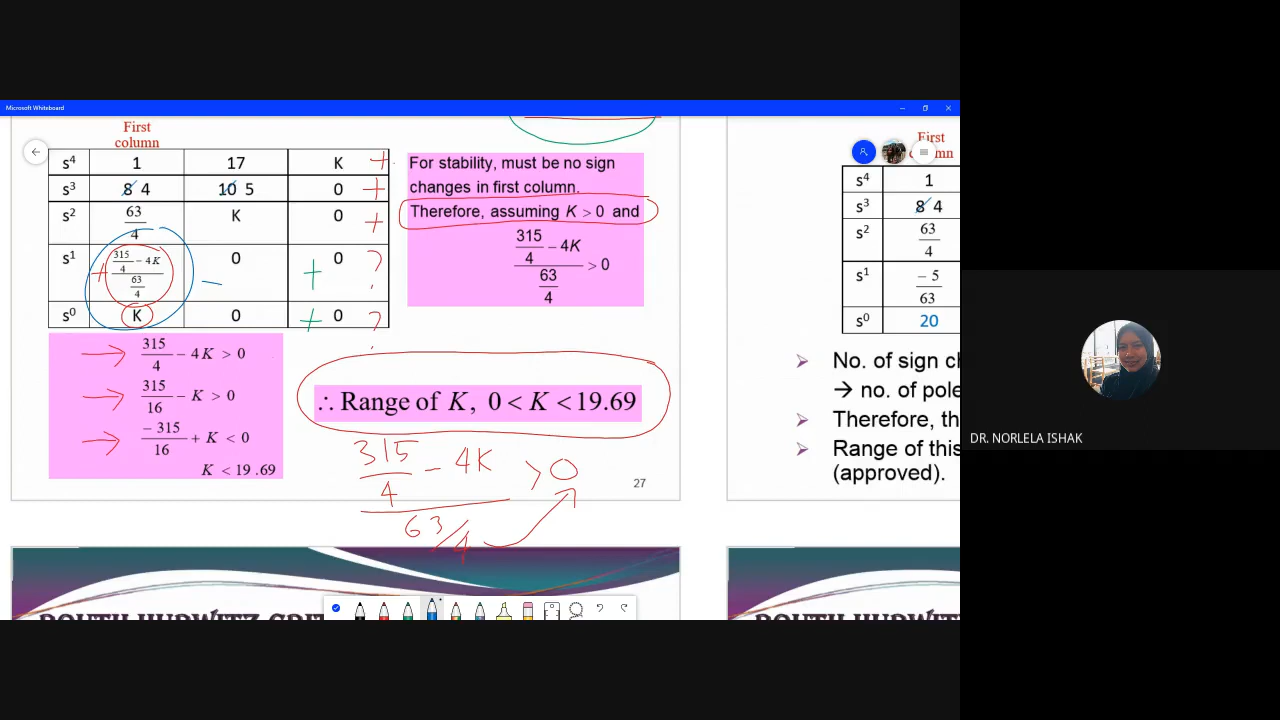 Microsoft Whiteboard
First
column
s⁴ 1 17 K +
s³ 8 4 10 5 0 +
s² 63/4 K 0 +
s¹ + (315/4 − 4K)/(63/4) 0 − + 0 ?
s⁰ K 0 + 0 ?
For stability, must be no sign
changes in first column.
Therefore, assuming K > 0 and
(315/4 − 4K)/(63/4) > 0
→ 315/4 − 4K > 0
→ 315/16 − K > 0
→ −315/16 + K < 0
K < 19.69
∴ Range of K, 0 < K < 19.69
(315/4 − 4K)/(63/4) > 0
27
First
s⁴ 1
s³ 8 4
s² 63/4
s¹ −5/63
s⁰ 20
➢ No. of sign c
→ no. of pole
➢ Therefore, th
➢ Range of this
(approved).
DR. NORLELA ISHAK